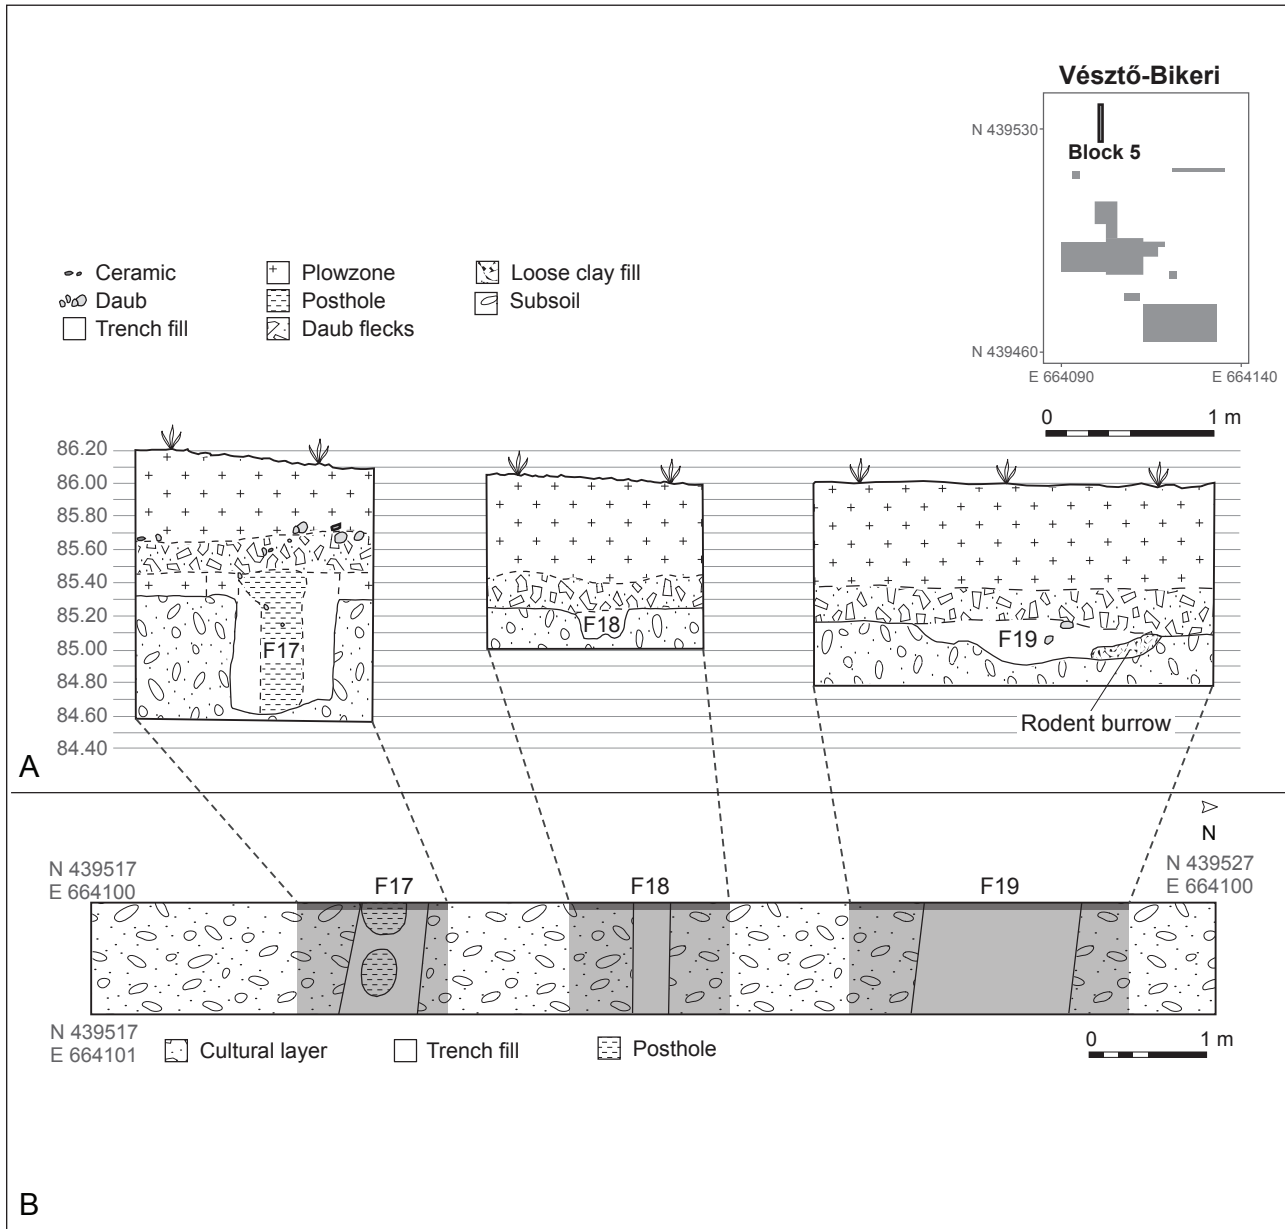 Vésztő-Bikeri
N 439530
Block 5
N 439460
E 664090
E 664140
Ceramic
Daub
Trench fill
Plowzone
Posthole
Daub flecks
Loose clay fill
Subsoil
0 1 m
86.20
86.00
85.80
85.60
85.40
85.20
85.00
84.80
84.60
84.40
F17
F18
F19
Rodent burrow
A
N
N 439517
E 664100
F17
F18
F19
N 439527
E 664100
N 439517
E 664101
Cultural layer
Trench fill
Posthole
0 1 m
B